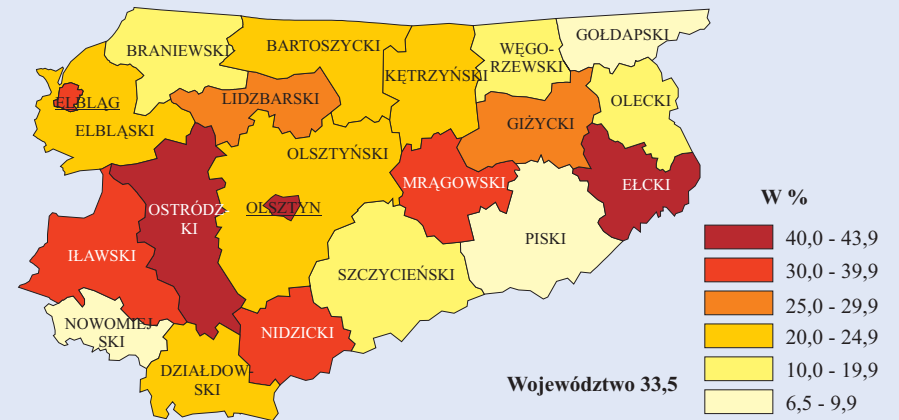 GOŁDAPSKI
BRANIEWSKI
BARTOSZYCKI
WĘGO-
RZEWSKI
KĘTRZYŃSKI
ELBLĄG
LIDZBARSKI
OLECKI
ELBLĄSKI
GIŻYCKI
OLSZTYŃSKI
MRĄGOWSKI
EŁCKI
OSTRÓDZ-
KI
OLSZTYN
PISKI
IŁAWSKI
SZCZYCIEŃSKI
NOWOMIEJ
SKI
NIDZICKI
DZIAŁDOW-
SKI
W %
40,0 - 43,9
30,0 - 39,9
25,0 - 29,9
20,0 - 24,9
10,0 - 19,9
6,5 - 9,9
Województwo 33,5